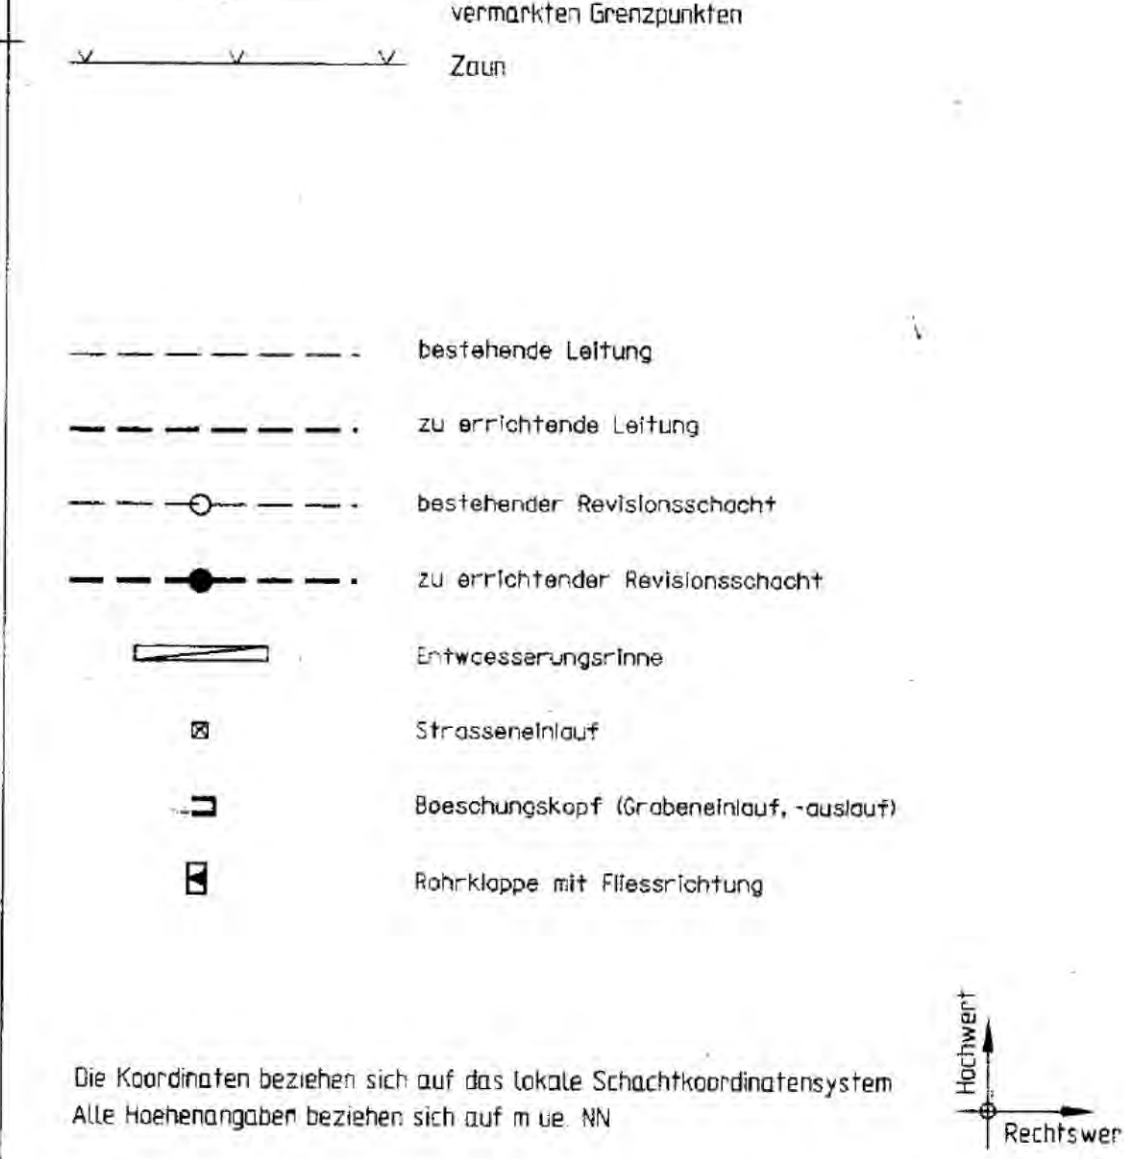 vermarkten Grenzpunkten
Zaun
bestehende Leitung
zu errichtende Leitung
bestehender Revisionsschacht
zu errichtender Revisionsschacht
Entwaesserungsrinne
Strasseneinlauf
Boeschungskopf (Grabeneinlauf, -auslauf)
Rohrklappe mit Fliessrichtung
Die Koordinaten beziehen sich auf das lokale Schachtkoordinatensystem
Alle Hoehenangaben beziehen sich auf m ue. NN
Hochwert
Rechtswer